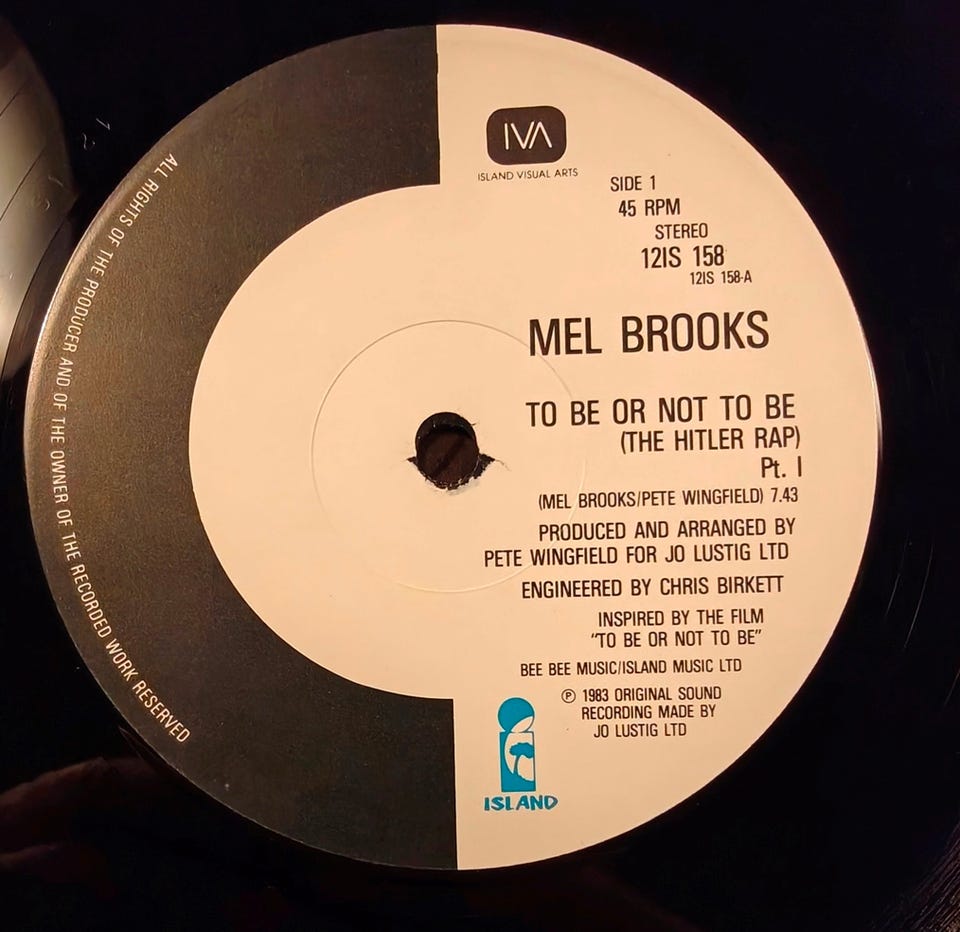 IVA
ISLAND VISUAL ARTS
SIDE 1
45 RPM
STEREO
12IS 158
12IS 158-A
MEL BROOKS
TO BE OR NOT TO BE
(THE HITLER RAP)
Pt. I
(MEL BROOKS/PETE WINGFIELD) 7.43
PRODUCED AND ARRANGED BY
PETE WINGFIELD FOR JO LUSTIG LTD
ENGINEERED BY CHRIS BIRKETT
INSPIRED BY THE FILM
"TO BE OR NOT TO BE"
BEE BEE MUSIC/ISLAND MUSIC LTD
℗ 1983 ORIGINAL SOUND
RECORDING MADE BY
JO LUSTIG LTD
ISLAND
ALL RIGHTS OF THE PRODUCER AND OF THE OWNER OF THE RECORDED WORK RESERVED